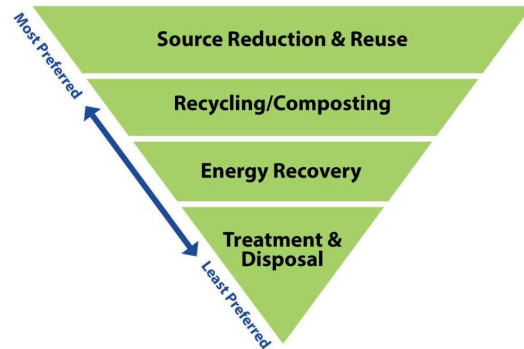 Most Preferred
Source Reduction & Reuse
Recycling/Composting
Energy Recovery
Treatment &
Disposal
Least Preferred